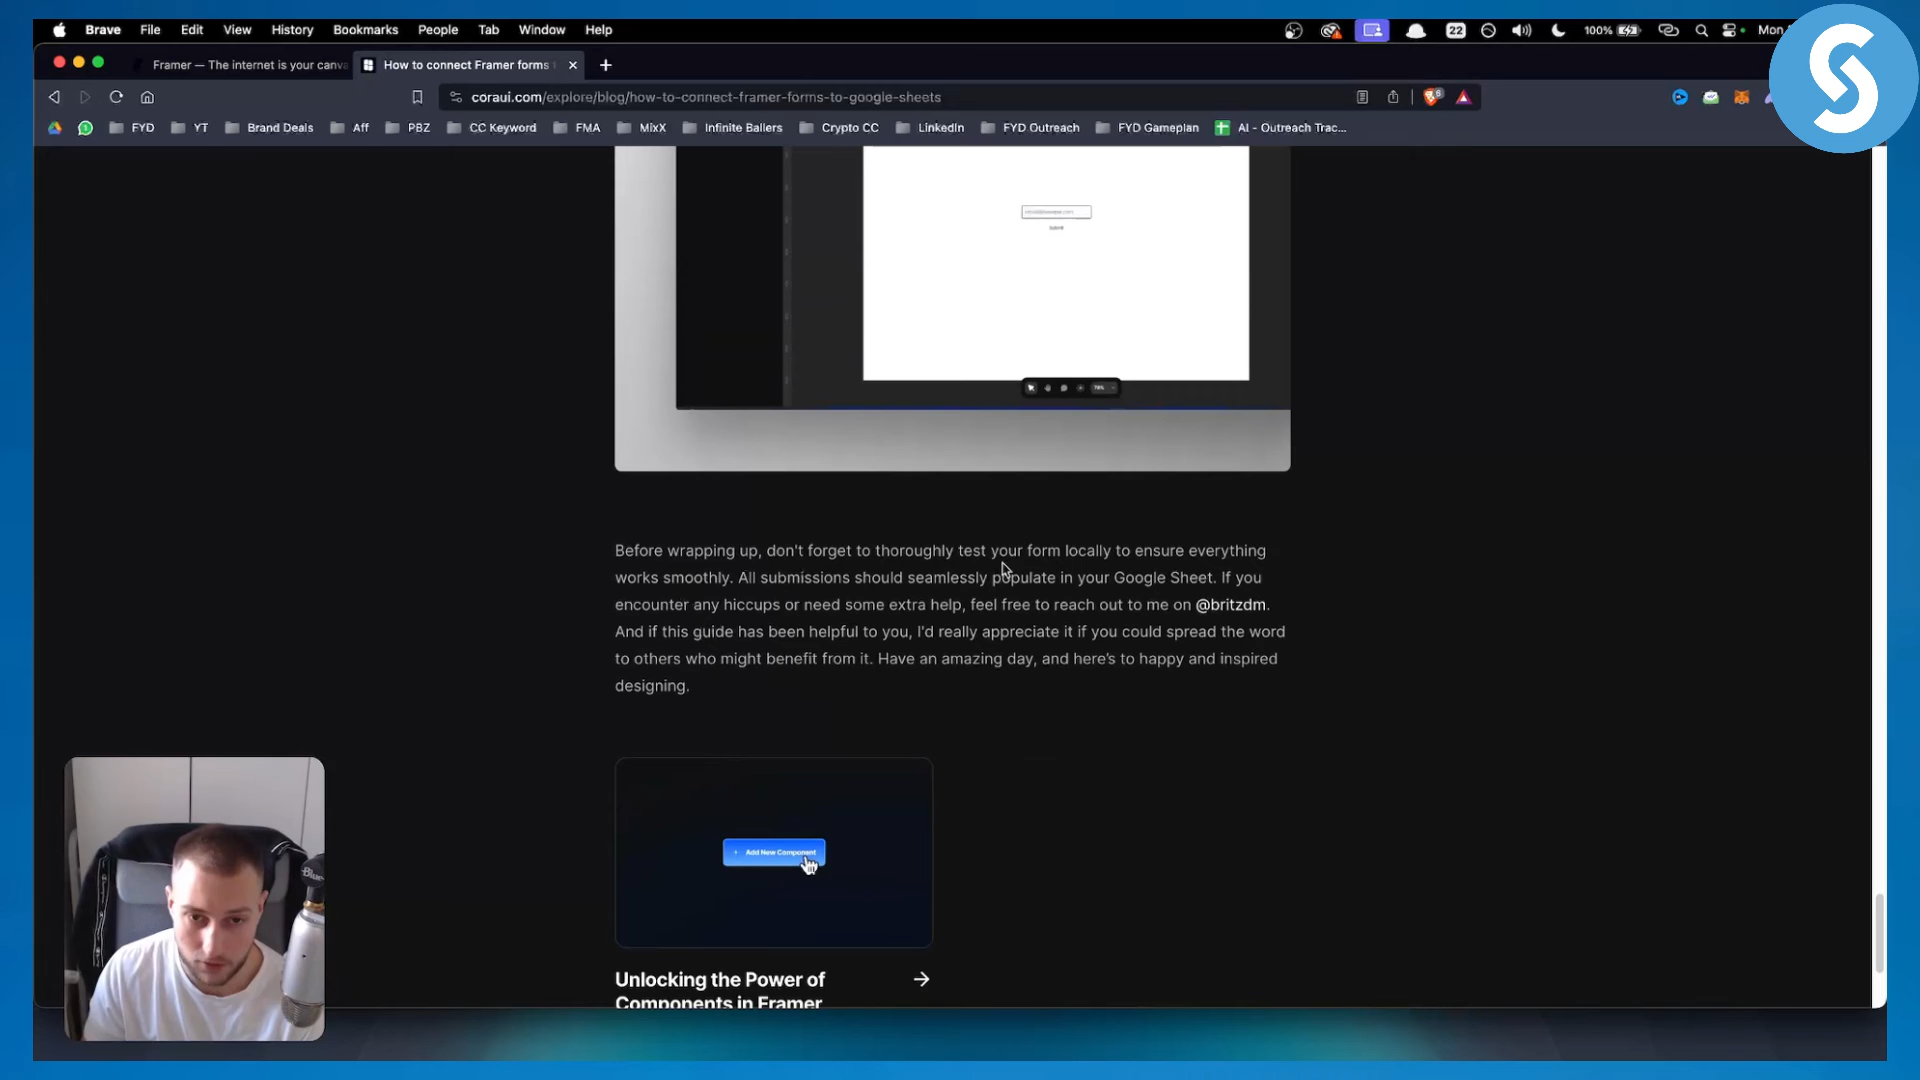 Brave File Edit View History Bookmarks People Tab Window Help 22 100% Mon
Framer — The internet is your canva
How to connect Framer forms t
coraui.com/explore/blog/how-to-connect-framer-forms-to-google-sheets
FYD YT Brand Deals Aff PBZ CC Keyword FMA MixX Infinite Ballers Crypto CC LinkedIn FYD Outreach FYD Gameplan AI - Outreach Trac...
Submit
Before wrapping up, don't forget to thoroughly test your form locally to ensure everything
works smoothly. All submissions should seamlessly populate in your Google Sheet. If you
encounter any hiccups or need some extra help, feel free to reach out to me on @britzdm.
And if this guide has been helpful to you, I'd really appreciate it if you could spread the word
to others who might benefit from it. Have an amazing day, and here's to happy and inspired
designing.
+ Add New Component
Blue
Unlocking the Power of
Components in Framer